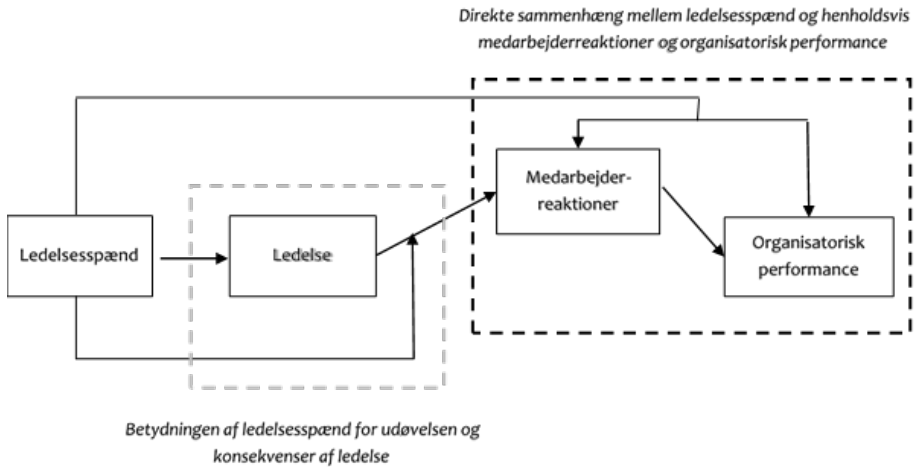 Direkte sammenhæng mellem ledelsesspænd og henholdsvis
medarbejderreaktioner og organisatorisk performance
Medarbejder-
reaktioner
Ledelsesspænd
Ledelse
Organisatorisk
performance
Betydningen af ledelsesspænd for udøvelsen og
konsekvenser af ledelse